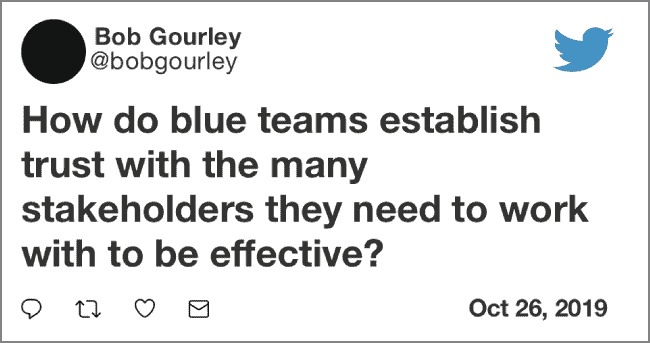 Bob Gourley
@bobgourley
How do blue teams establish
trust with the many
stakeholders they need to work
with to be effective?
Oct 26, 2019